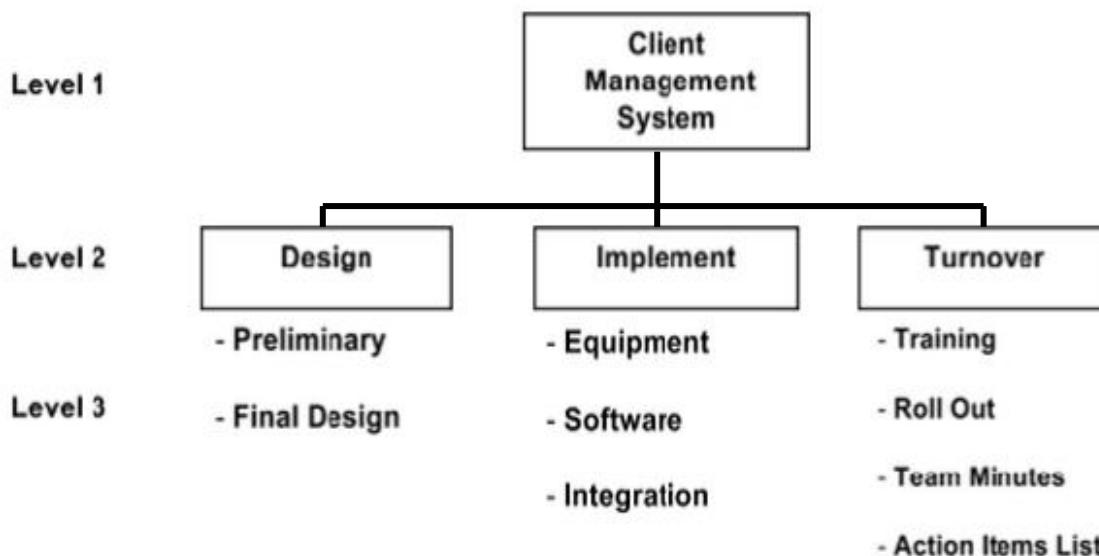 Level 1
Client
Management
System
Level 2
Design
Implement
Turnover
Level 3
- Preliminary
- Final Design
- Equipment
- Software
- Integration
- Training
- Roll Out
- Team Minutes
- Action Items List